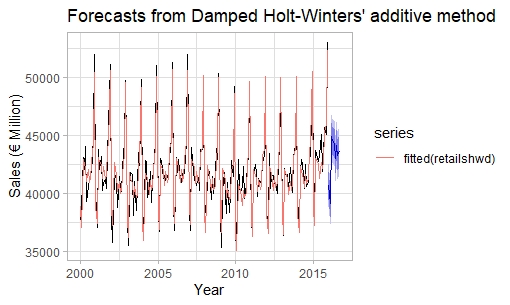 Forecasts from Damped Holt-Winters' additive method
50000
45000
40000
35000
Sales (€ Million)
2000
2005
2010
2015
Year
series
fitted(retailshwd)